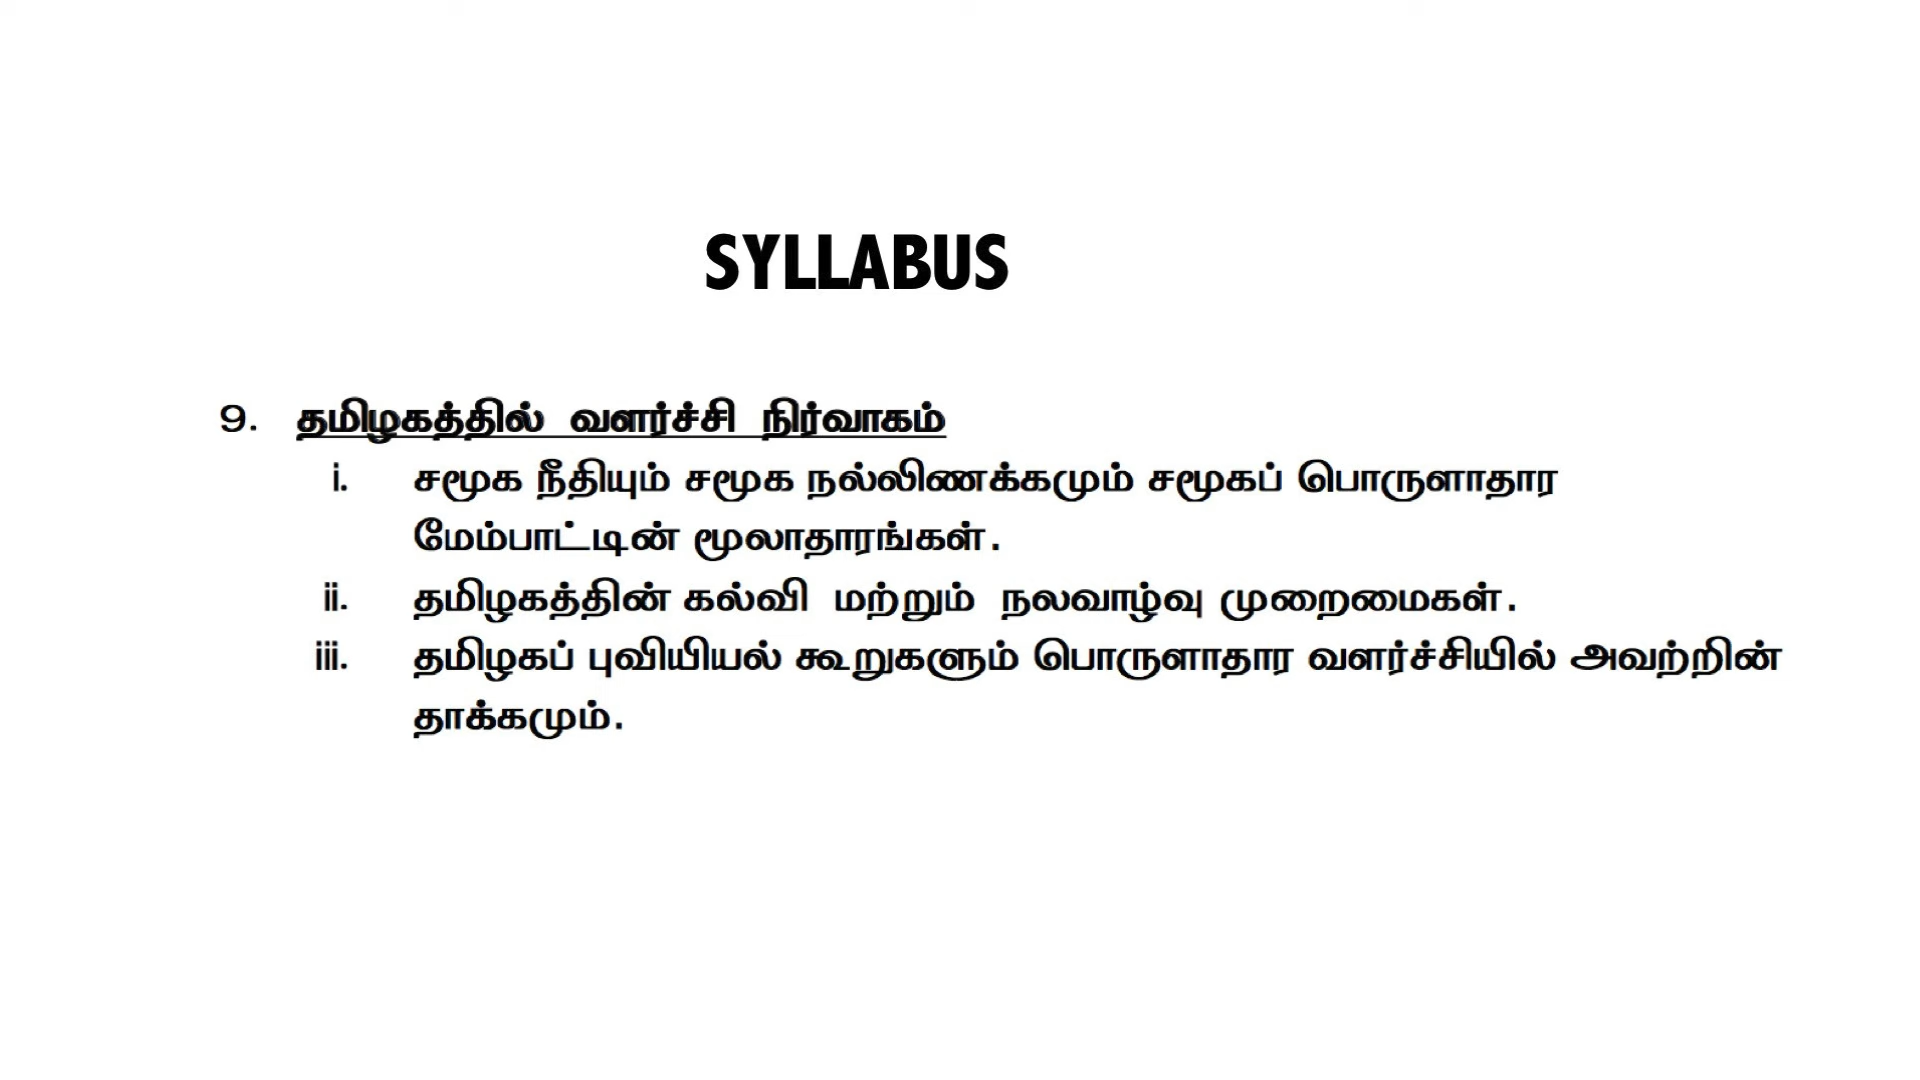 SYLLABUS
9. தமிழகத்தில் வளர்ச்சி நிர்வாகம்
i. சமூக நீதியும் சமூக நல்லிணக்கமும் சமூகப் பொருளாதார
மேம்பாட்டின் மூலாதாரங்கள்.
ii. தமிழகத்தின் கல்வி மற்றும் நலவாழ்வு முறைமைகள்.
iii. தமிழகப் புவியியல் கூறுகளும் பொருளாதார வளர்ச்சியில் அவற்றின்
தாக்கமும்.